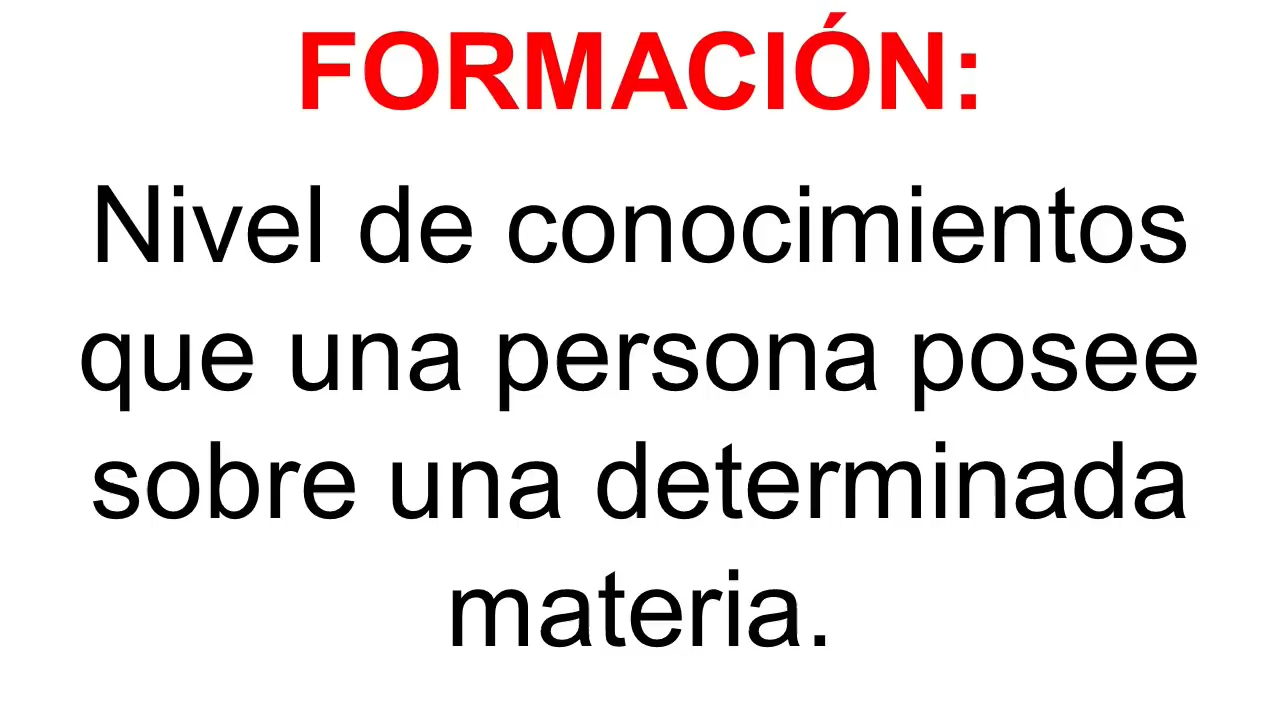 FORMACIÓN:
Nivel de conocimientos
que una persona posee
sobre una determinada
materia.